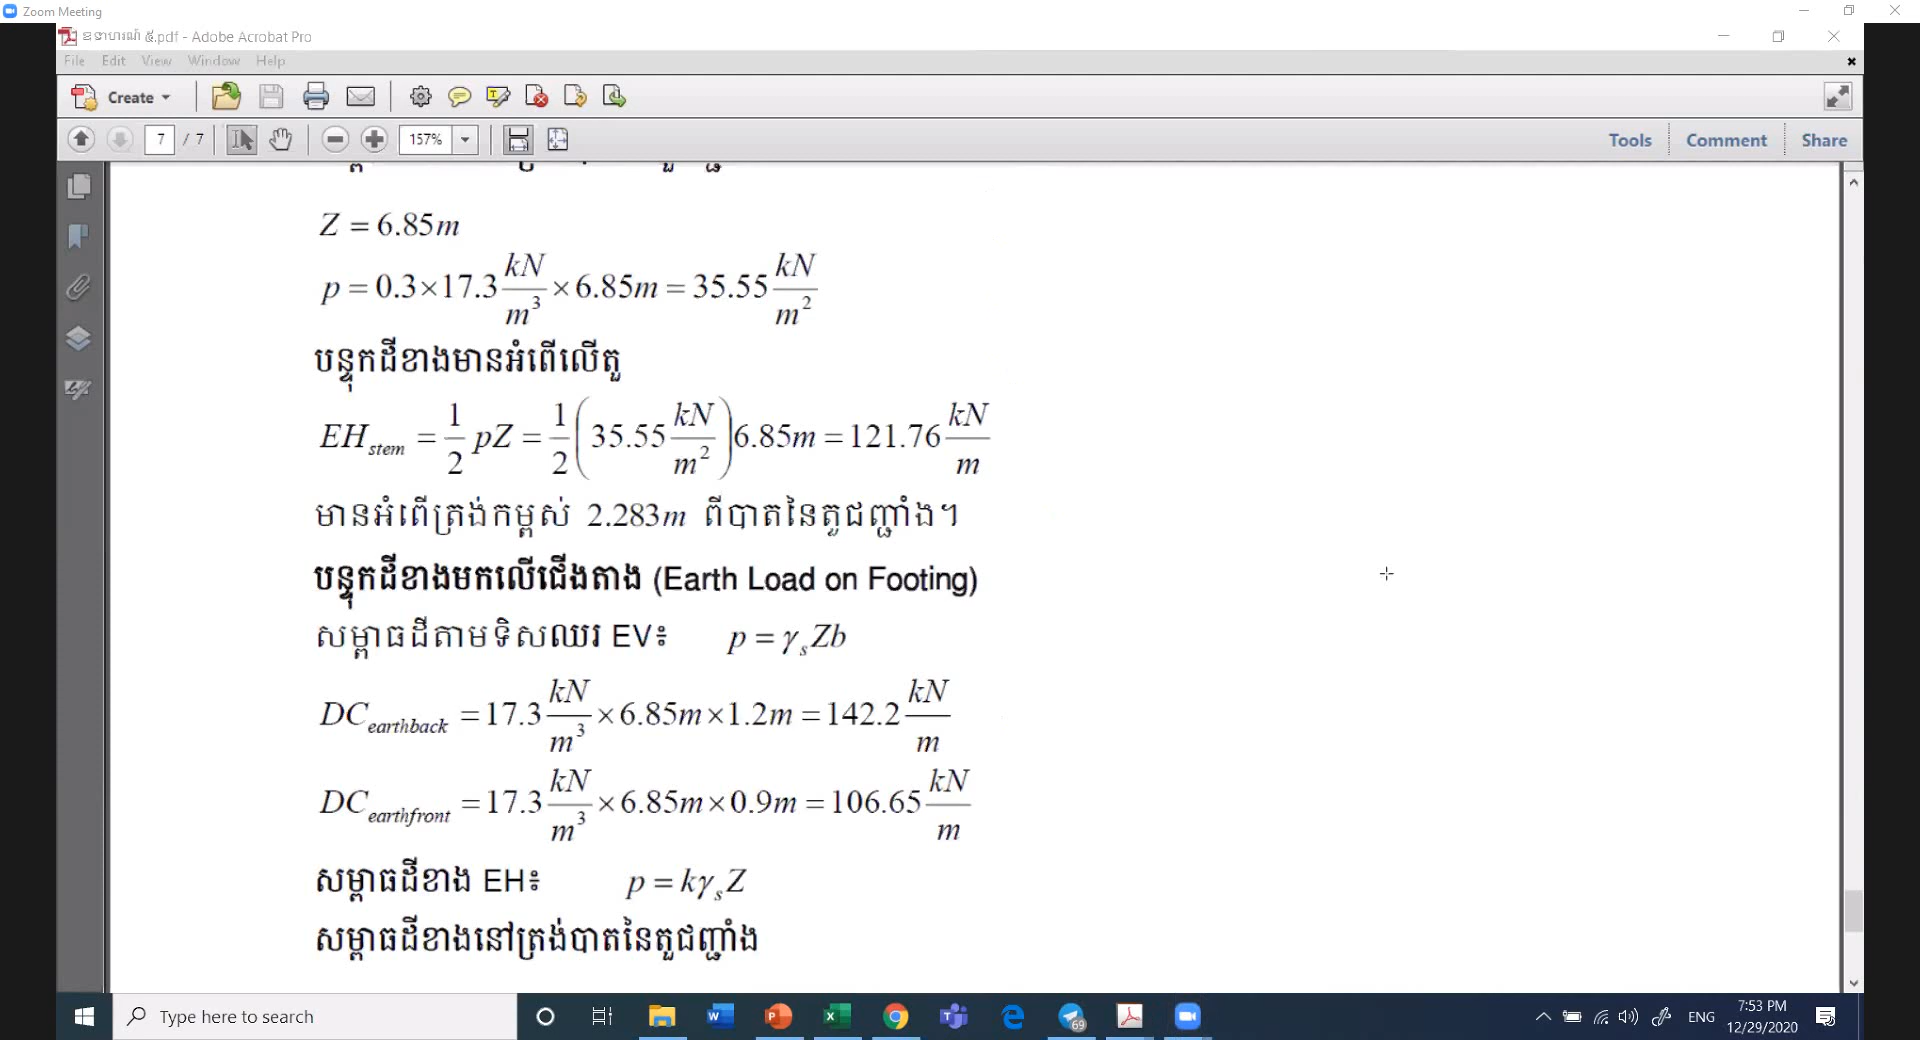 Zoom Meeting
ឧទាហរណ៍ ៥.pdf - Adobe Acrobat Pro
File Edit View Window Help
Create
7 / 7 157% Tools Comment Share
Z = 6.85m
p = 0.3×17.3 kN/m³ ×6.85m = 35.55 kN/m²
បន្ទុកដីខាងមានអំពើលើតួ
EH_stem = 1/2 pZ = 1/2 (35.55 kN/m²) 6.85m = 121.76 kN/m
មានអំពើត្រង់កម្ពស់ 2.283m ពីបាតនៃតួជញ្ជាំង។
បន្ទុកដីខាងមកលើជើងតាង (Earth Load on Footing)
សម្ពាធដីតាមទិសឈរ EV៖ p = γ_s Zb
DC_earthback = 17.3 kN/m³ ×6.85m×1.2m = 142.2 kN/m
DC_earthfront = 17.3 kN/m³ ×6.85m×0.9m = 106.65 kN/m
សម្ពាធដីខាង EH៖ p = kγ_s Z
សម្ពាធដីខាងនៅត្រង់បាតនៃតួជញ្ជាំង
Type here to search
69
ENG
7:53 PM
12/29/2020